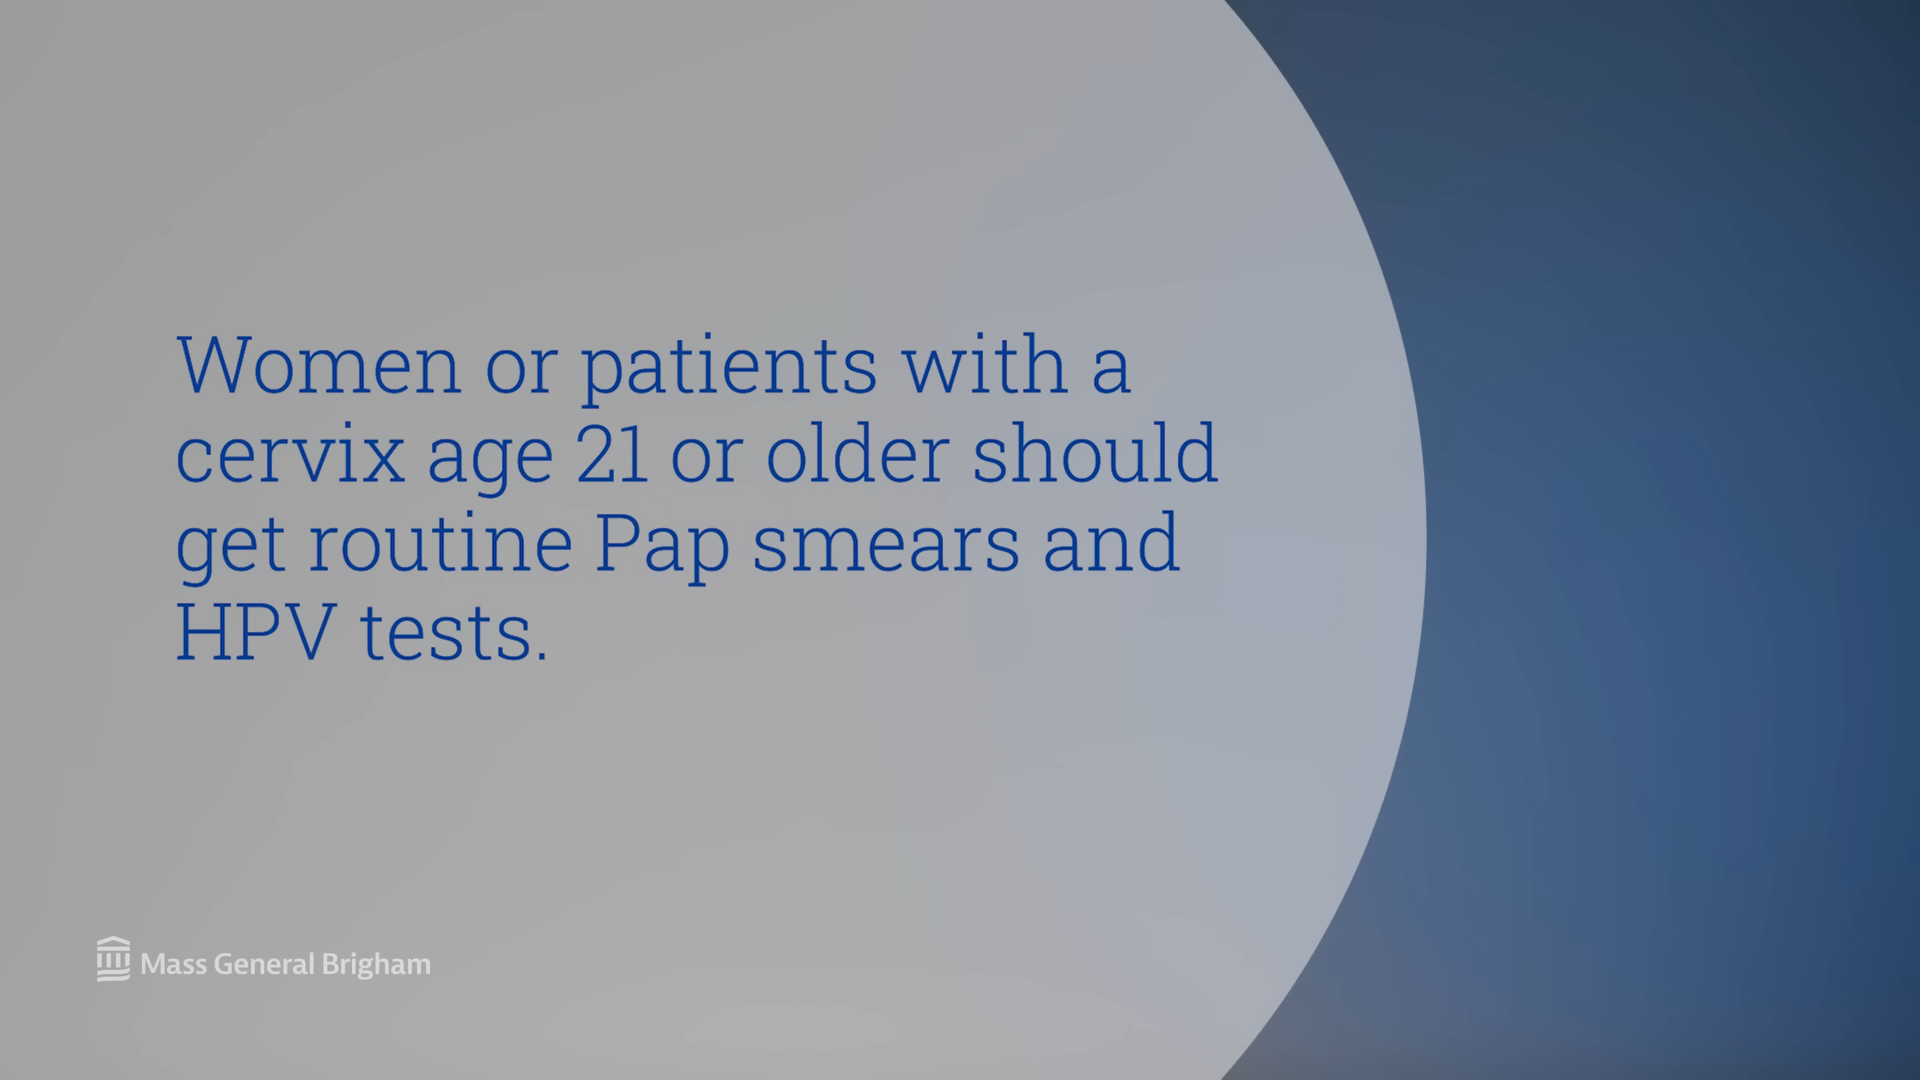 Women or patients with a
cervix age 21 or older should
get routine Pap smears and
HPV tests.
Mass General Brigham